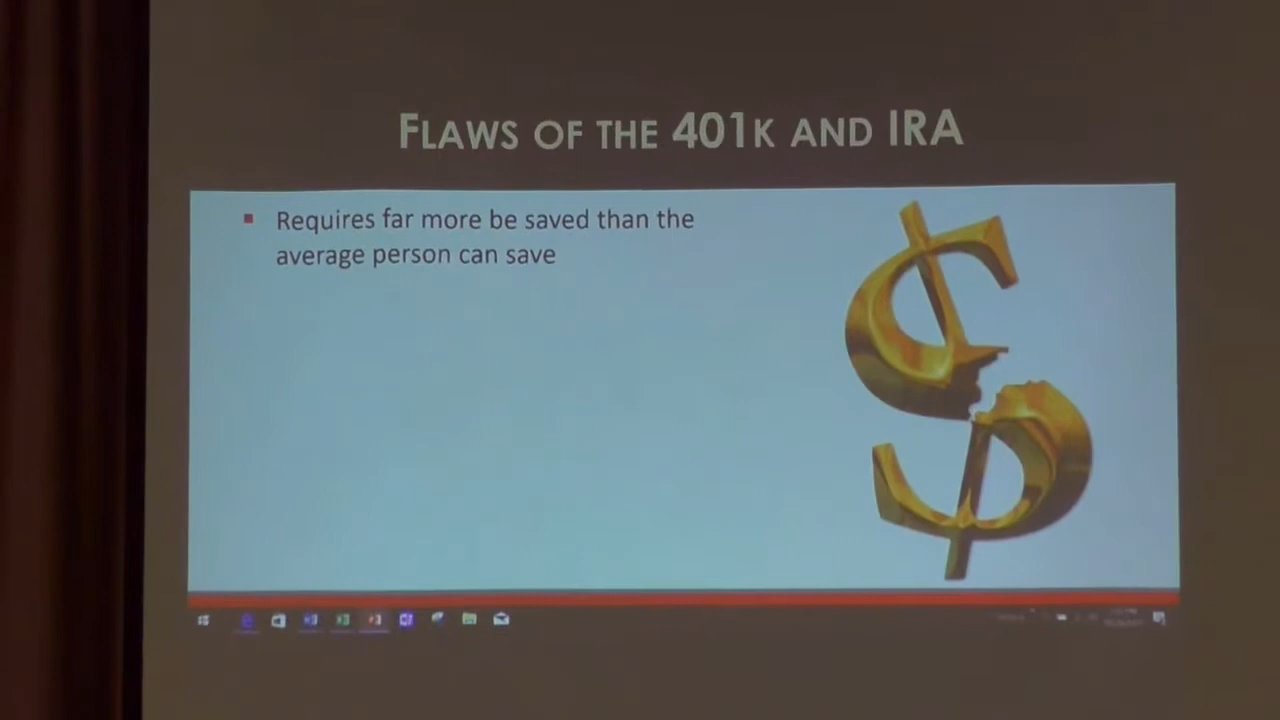 FLAWS OF THE 401K AND IRA
Requires far more be saved than the
average person can save